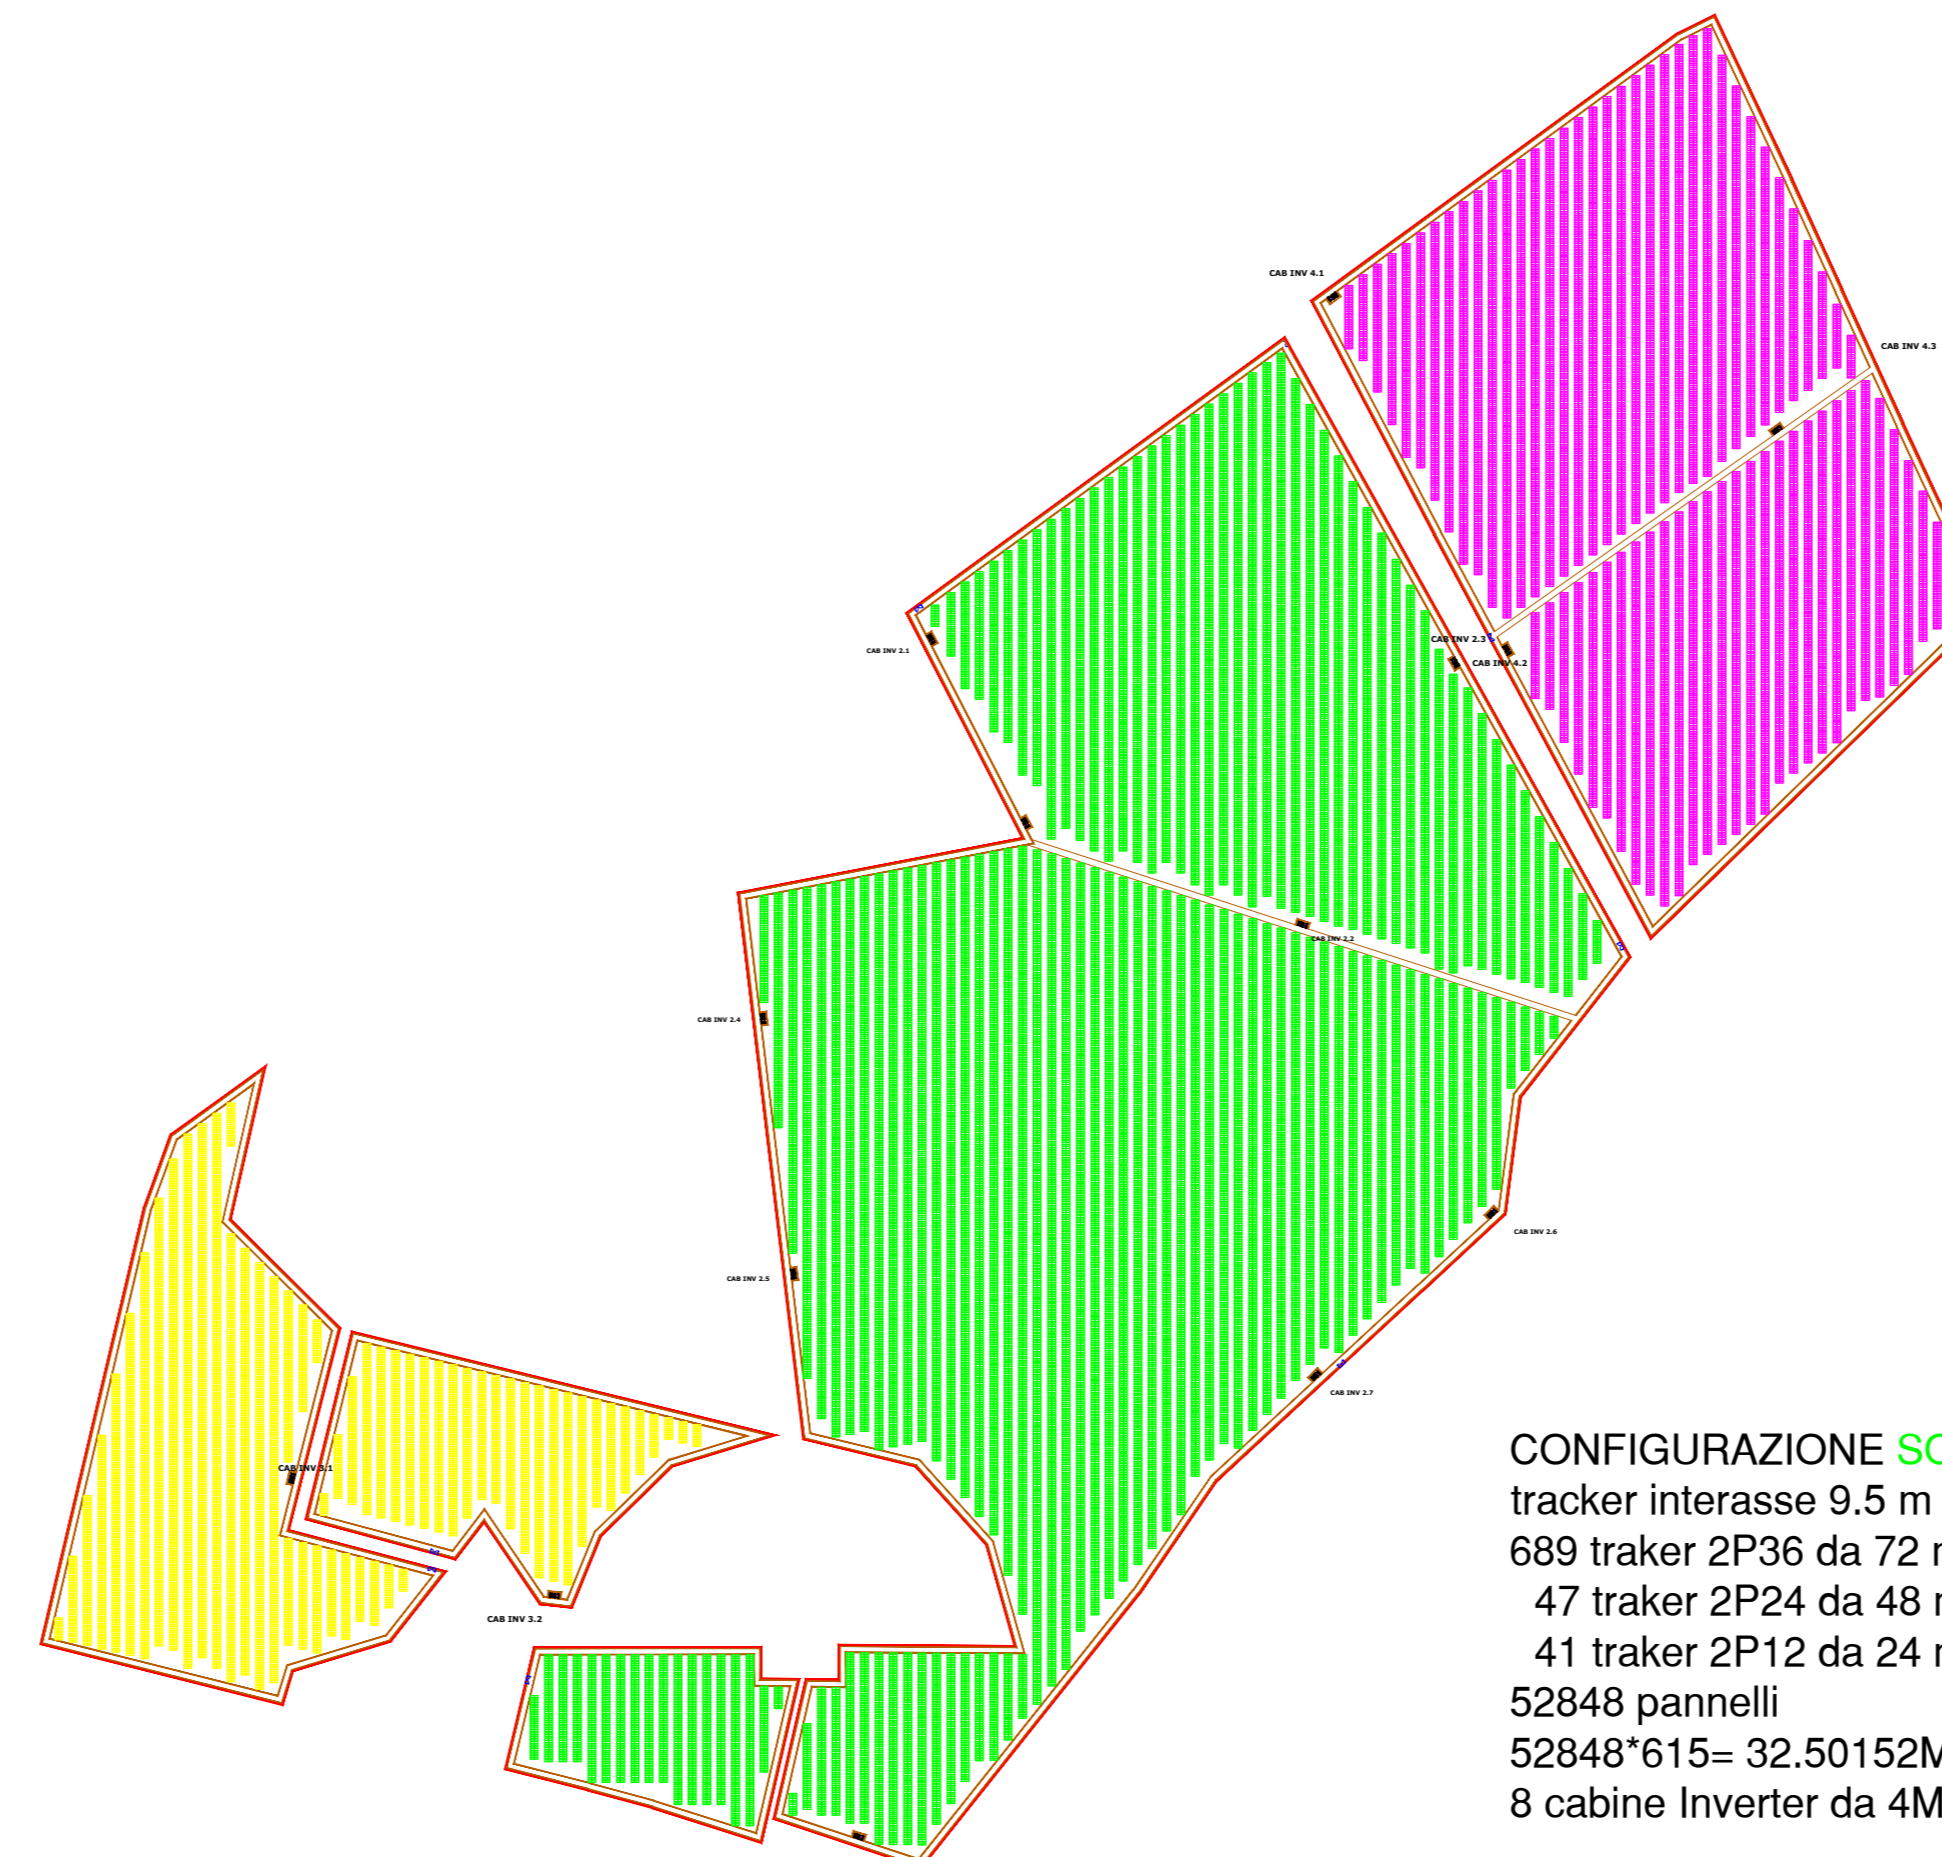 CAB INV 4.1
CAB INV 4.3
CAB INV 2.3
CAB INV 4.2
CAB INV 2.1
CAB INV 2.2
CAB INV 2.4
CAB INV 2.6
CAB INV 2.5
CAB INV 2.7
CAB INV 3.1
CAB INV 3.2
CONFIGURAZIONE
tracker interasse 9.5 m
689 traker 2P36 da 72
47 traker 2P24 da 48
41 traker 2P12 da 24
52848 pannelli
52848*615= 32.50152M
8 cabine Inverter da 4M